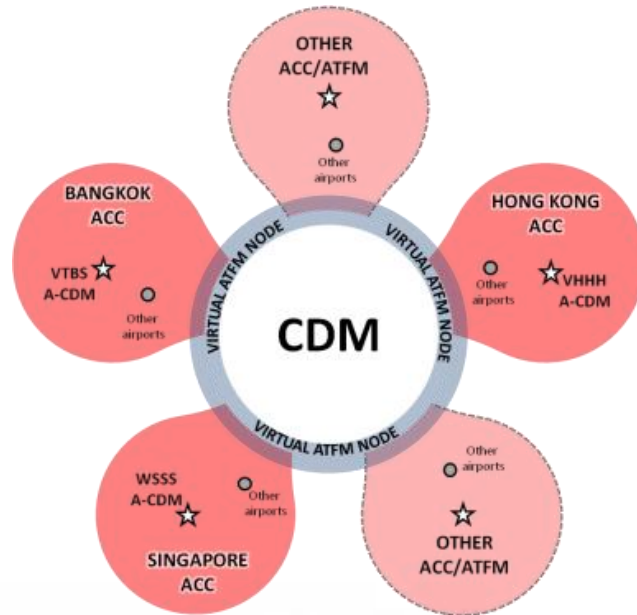 OTHER
ACC/ATFM
Other
airports
BANGKOK
ACC
VTBS
A-CDM
Other
airports
HONG KONG
ACC
Other
airports
VHHH
A-CDM
VIRTUAL ATFM NODE
VIRTUAL ATFM NODE
CDM
VIRTUAL ATFM NODE
WSSS
A-CDM
Other
airports
SINGAPORE
ACC
Other
airports
OTHER
ACC/ATFM